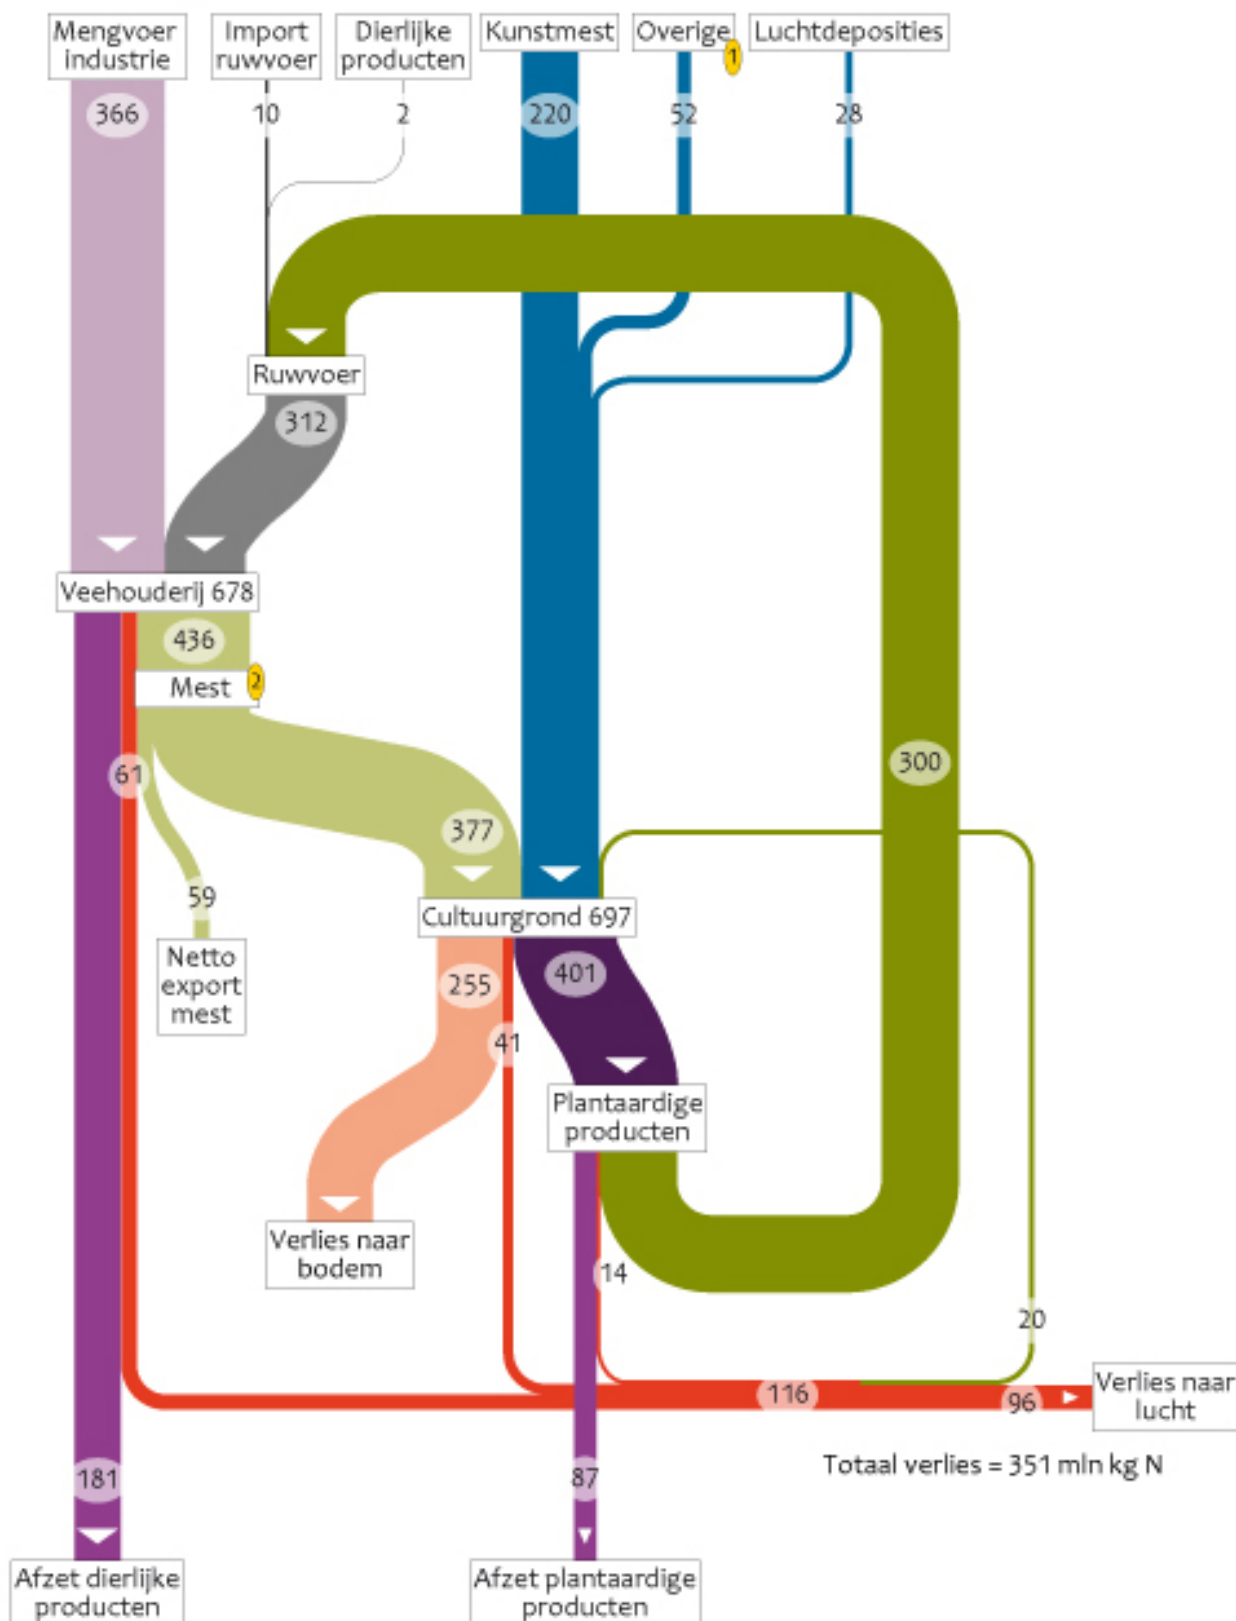 Mengvoer
industrie
Import
ruwvoer
Dierlijke
producten
Kunstmest
Overige
1
Luchtdeposities
366
10
2
220
52
28
Ruwvoer
312
Veehouderij 678
436
Mest
2
61
300
377
59
Cultuurgrond 697
Netto
export
mest
255
401
41
Plantaardige
producten
Verlies naar
bodem
14
20
116
96
Verlies naar
lucht
Totaal verlies = 351 mln kg N
181
87
Afzet dierlijke
producten
Afzet plantaardige
producten